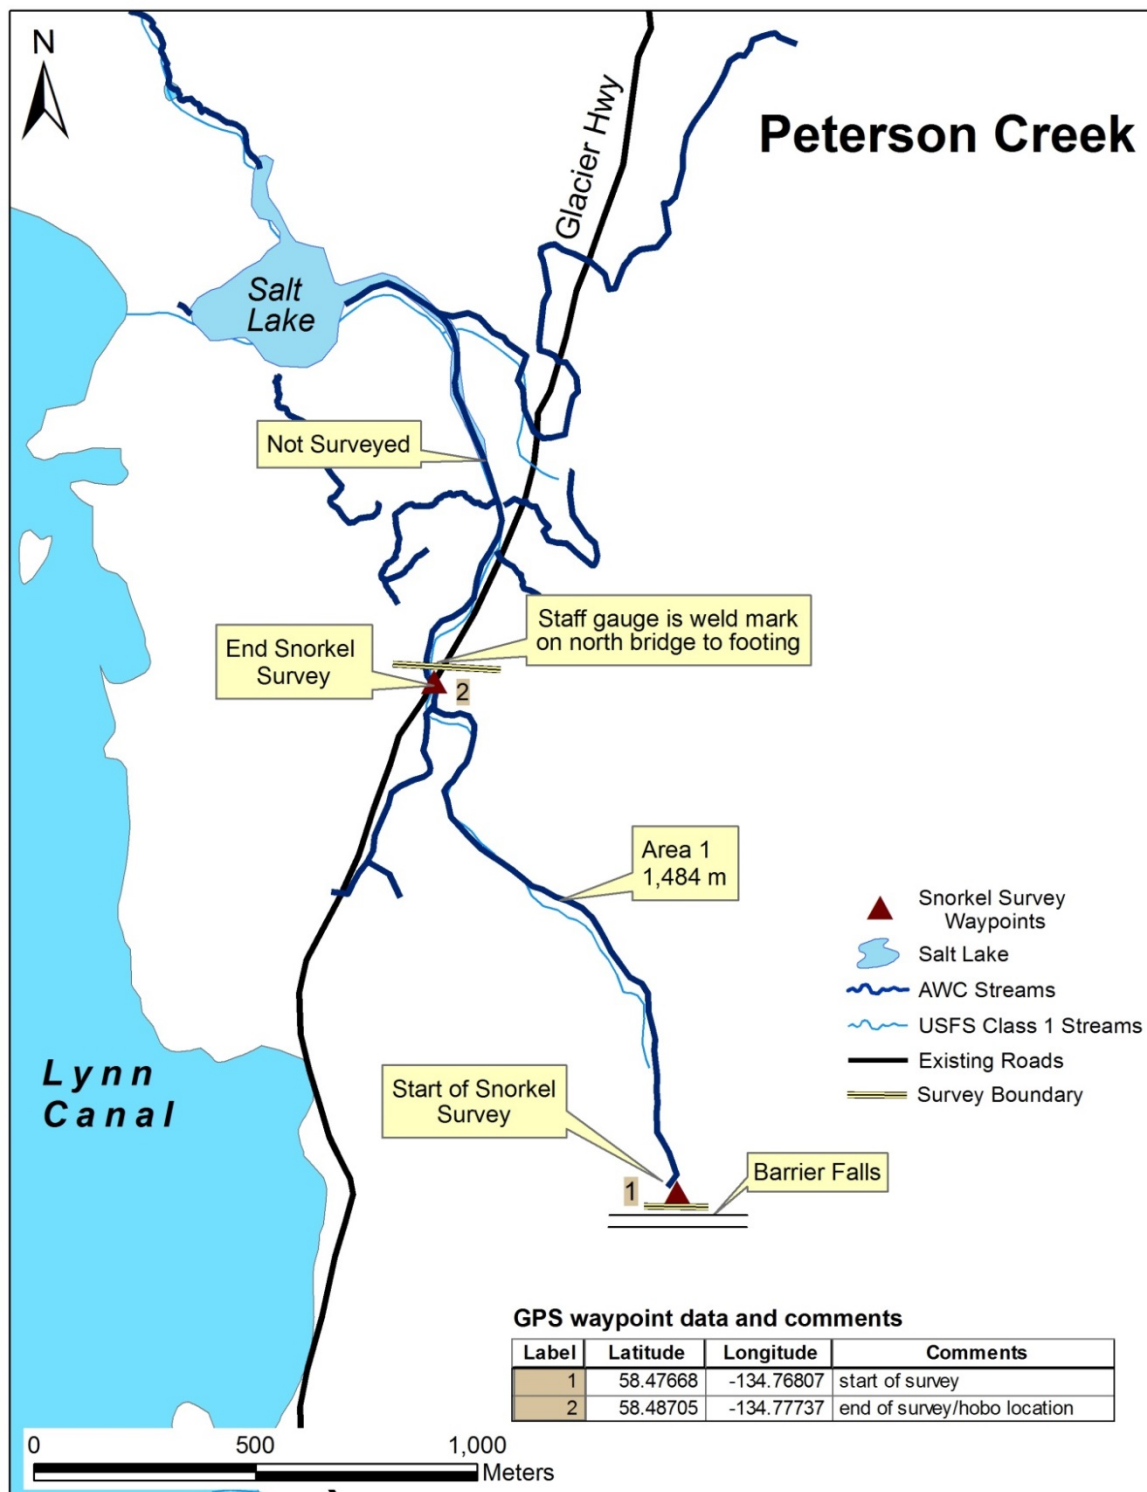 N
Peterson Creek
Glacier Hwy
Salt
Lake
Not Surveyed
Staff gauge is weld mark
on north bridge to footing
End Snorkel
Survey
2
Area 1
1,484 m
Snorkel Survey
Waypoints
Salt Lake
AWC Streams
USFS Class 1 Streams
Existing Roads
Survey Boundary
Lynn
Canal
Start of Snorkel
Survey
Barrier Falls
1
GPS waypoint data and comments
Label Latitude Longitude Comments
1 58.47668 -134.76807 start of survey
2 58.48705 -134.77737 end of survey/hobo location
0 500 1,000
Meters